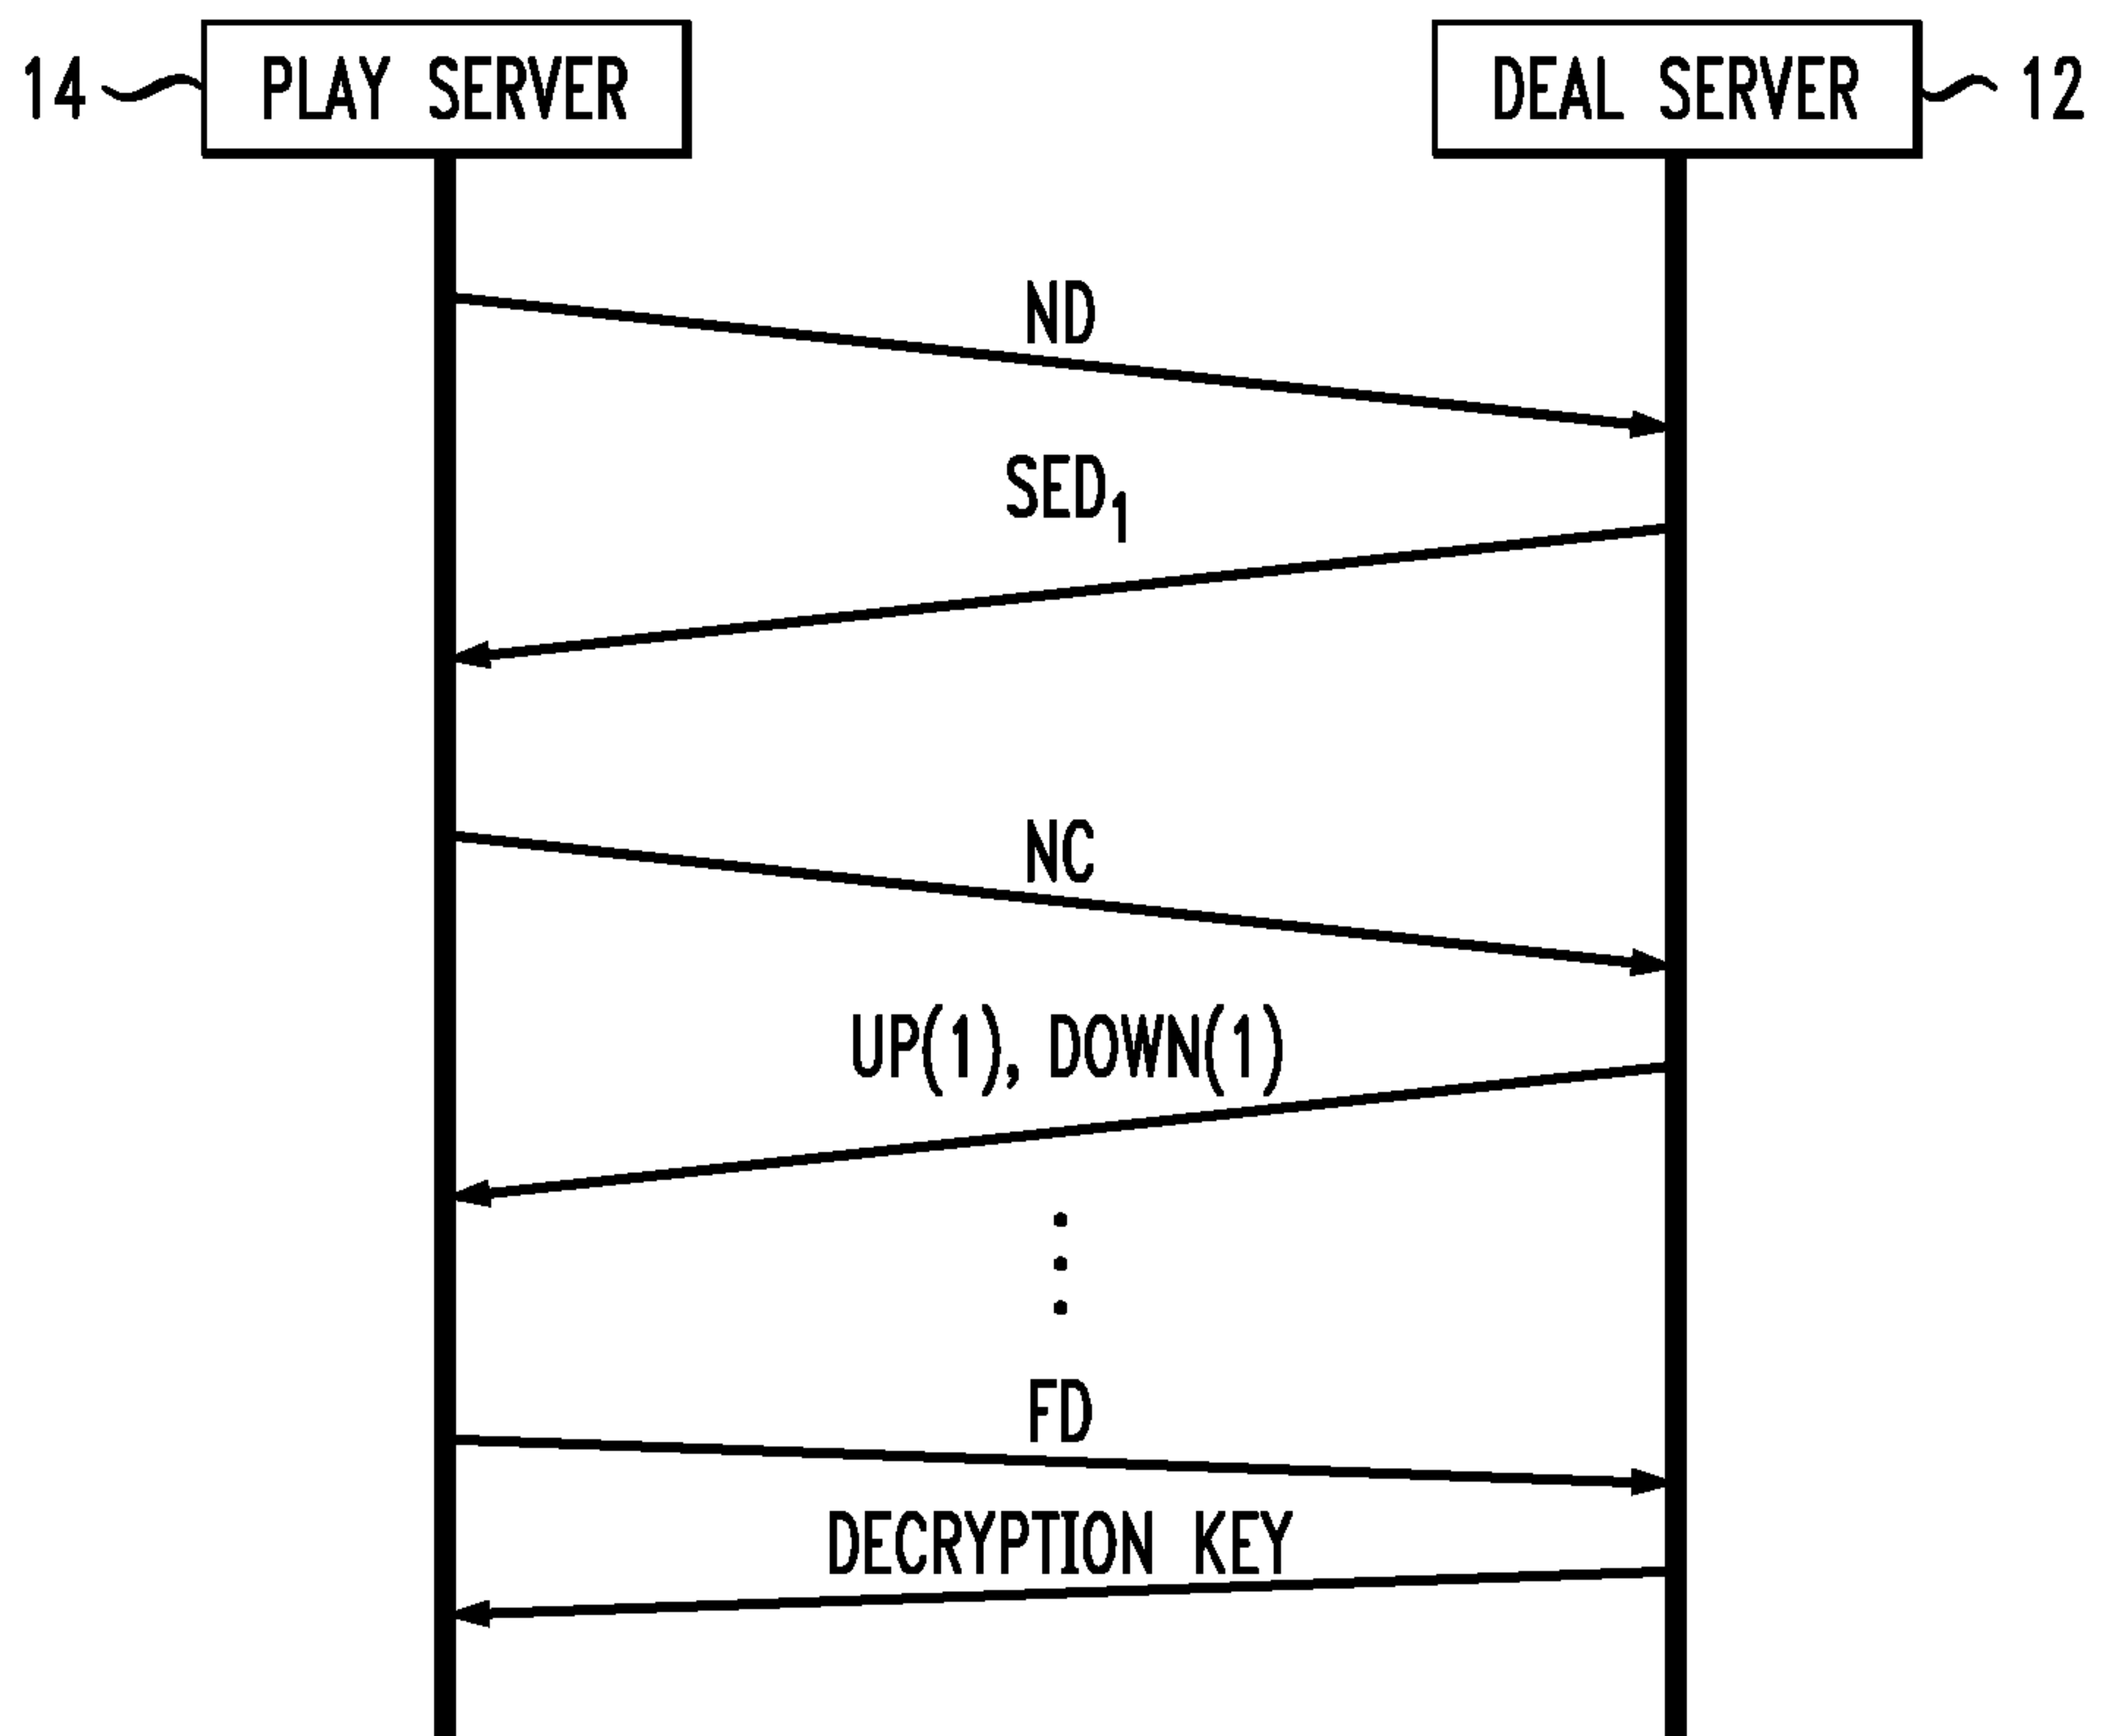 14 PLAY SERVER DEAL SERVER 12
ND
SED1
NC
UP(1), DOWN(1)
FD
DECRYPTION KEY